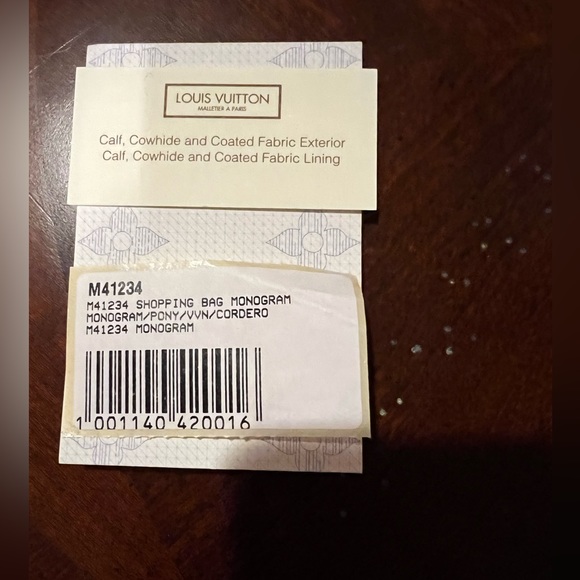 LOUIS VUITTON
MALLETIER A PARIS
Calf, Cowhide and Coated Fabric Exterior
Calf, Cowhide and Coated Fabric Lining
M41234
M41234 SHOPPING BAG MONOGRAM
MONOGRAM/PONY/VVN/CORDERO
M41234 MONOGRAM
1 001140 420016